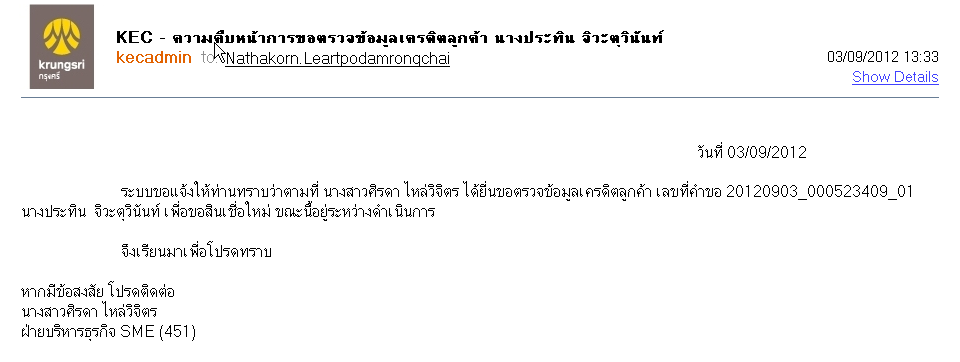 krungsri
กรุงศรี
KEC - ความคืบหน้าการขอตรวจข้อมูลเครดิตลูกค้า นางประทิน จิวะตุวินันท์
kecadmin to Nathakorn.Leartpodamrongchai
03/09/2012 13:33
Show Details
วันที่ 03/09/2012
ระบบขอแจ้งให้ท่านทราบว่าตามที่ นางสาวศิรดา ไหล่วิจิตร ได้ยื่นขอตรวจข้อมูลเครดิตลูกค้า เลขที่คำขอ 20120903_000523409_01
นางประทิน จิวะตุวินันท์ เพื่อขอสินเชื่อใหม่ ขณะนี้อยู่ระหว่างดำเนินการ
จึงเรียนมาเพื่อโปรดทราบ
หากมีข้อสงสัย โปรดติดต่อ
นางสาวศิรดา ไหล่วิจิตร
ฝ่ายบริหารธุรกิจ SME (451)